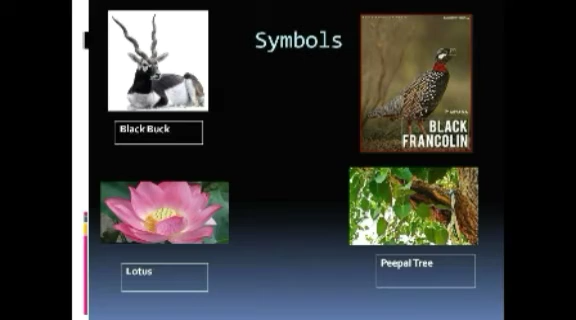 Symbols
Black Buck
BLACK
FRANCOLIN
Lotus
Peepal Tree